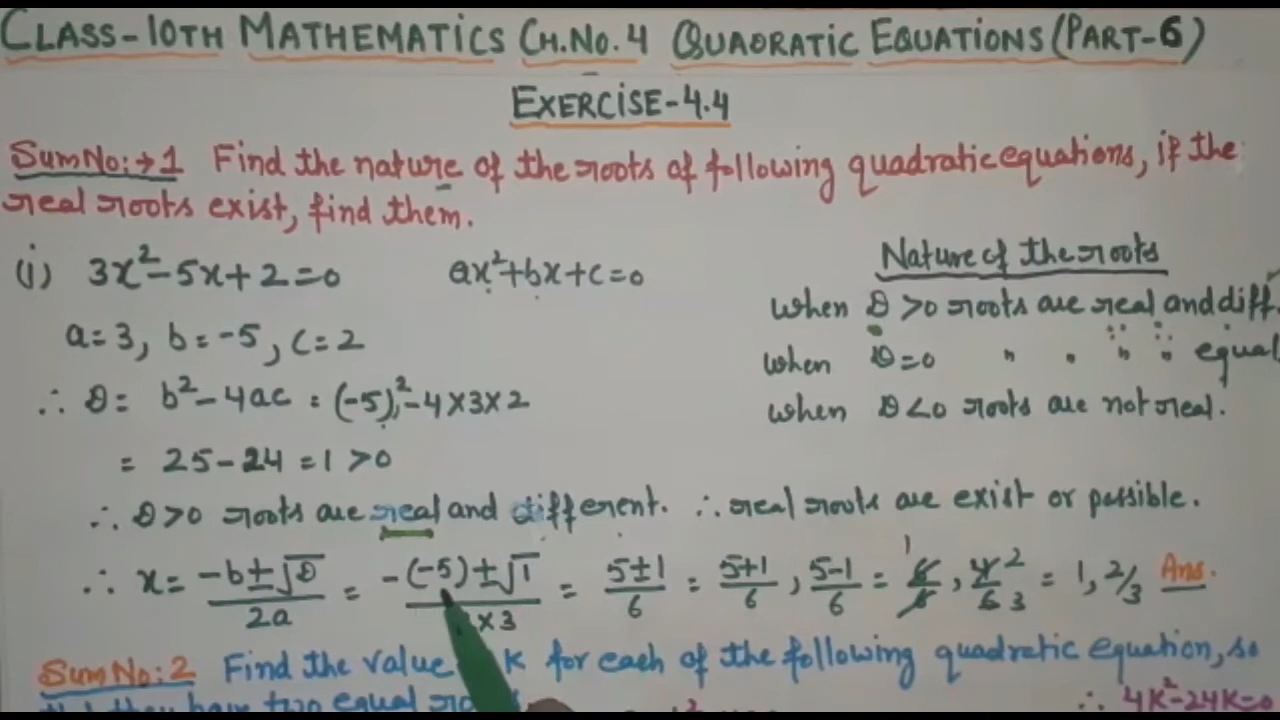 CLASS-10TH MATHEMATICS CH.NO.4 QUADRATIC EQUATIONS (PART-6)
EXERCISE-4.4
Sum No:→1 Find the nature of the roots of following quadratic equations, if the
real roots exist, find them.
(i) 3x²-5x+2=0 ax²+bx+c=0
a=3, b=-5, c=2
∴ D= b²-4ac = (-5)²-4×3×2
= 25-24 =1 >0
∴ D>0 roots are real and different. ∴ real roots are exist or possible.
∴ x= -b±√D/2a = -(-5)±√1/ ×3 = 5±1/6 = 5+1/6, 5-1/6 = 6/6 1, 4/6 2 3 = 1, 2/3 Ans.
Nature of the roots
when D >0 roots are real and diff.
when D=0 " " " " equal
when D<0 roots are not real.
Sum No:2 Find the value K for each of the following quadratic equation, so
they have two equal
∴ 4K²-24K=0